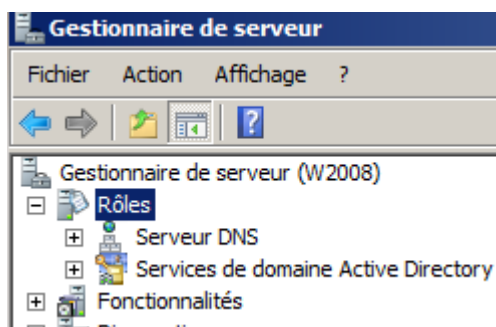 Gestionnaire de serveur
Fichier Action Affichage ?
Gestionnaire de serveur (W2008)
Rôles
Serveur DNS
Services de domaine Active Directory
Fonctionnalités